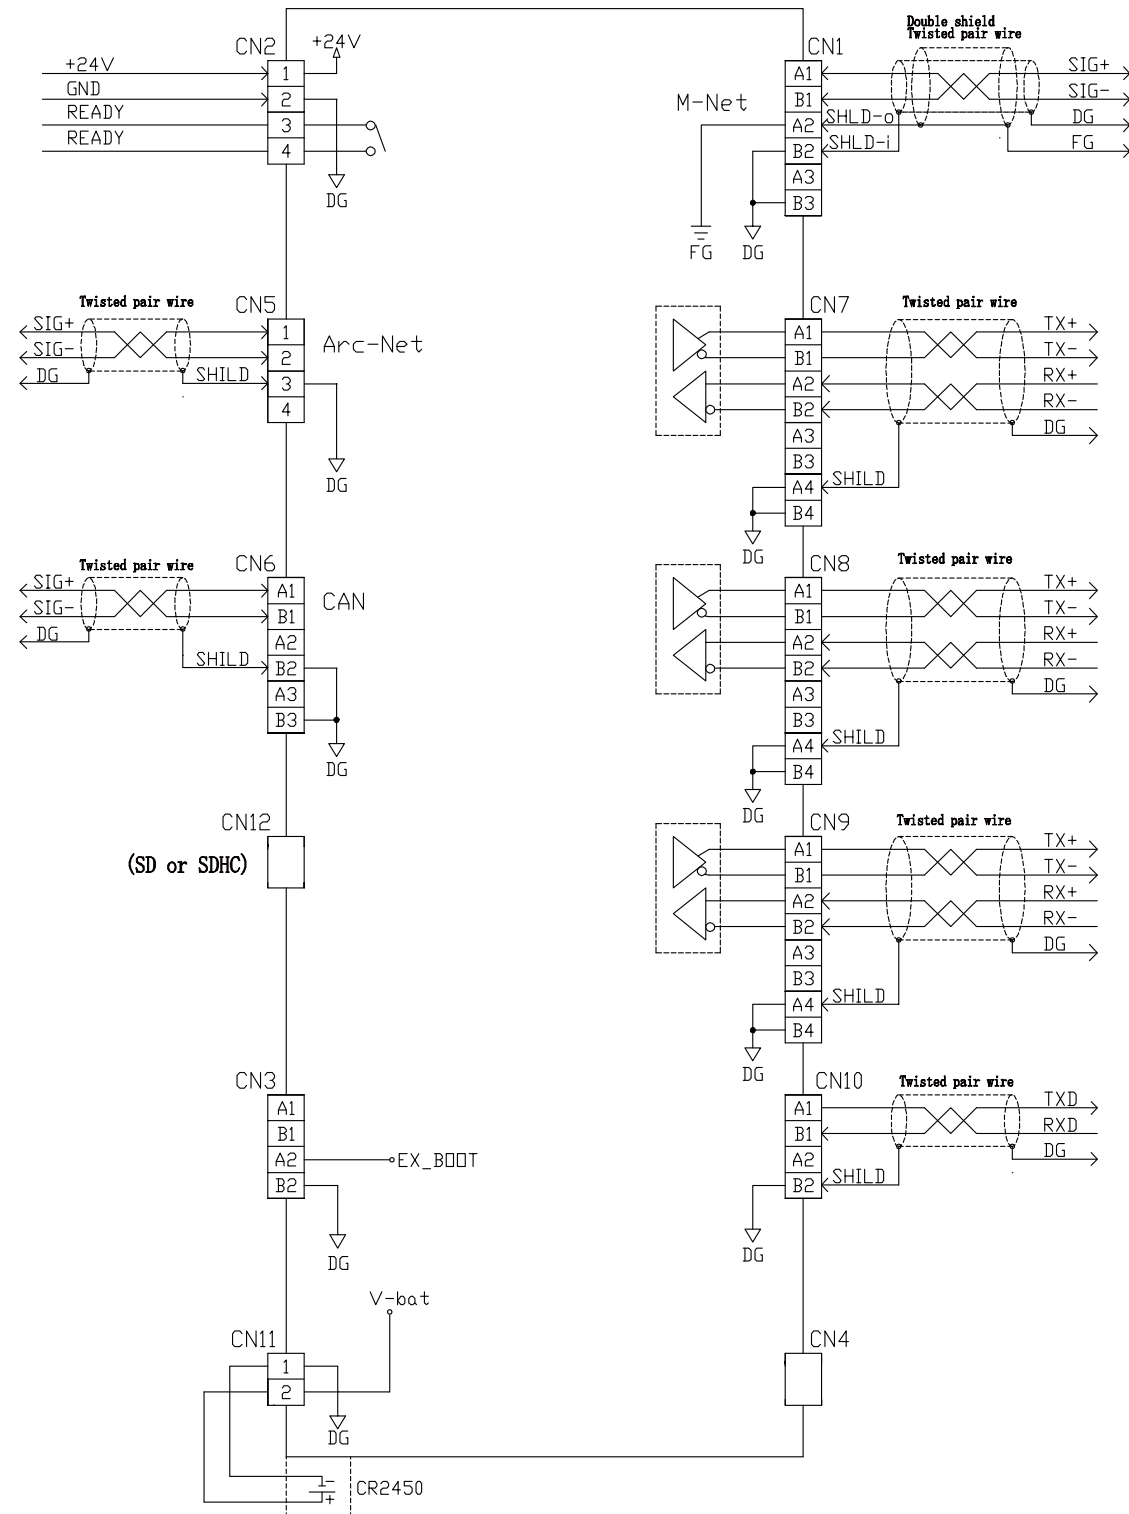 CN2
+24V
+24V
1
GND
2
READY
3
READY
4
DG
Double shield
Twisted pair wire
CN1
M-Net
A1
SIG+
B1
SIG-
A2
SHLD-o
DG
B2
SHLD-i
FG
A3
B3
FG
DG
Twisted pair wire
CN5
Arc-Net
SIG+
1
SIG-
2
DG
SHILD
3
4
DG
CN7
Twisted pair wire
A1
TX+
B1
TX-
A2
RX+
B2
RX-
A3
DG
B3
A4
SHILD
B4
DG
Twisted pair wire
CN6
CAN
SIG+
A1
SIG-
B1
DG
A2
SHILD
B2
A3
B3
DG
CN8
Twisted pair wire
A1
TX+
B1
TX-
A2
RX+
B2
RX-
A3
DG
B3
A4
SHILD
B4
DG
CN12
(SD or SDHC)
CN9
Twisted pair wire
A1
TX+
B1
TX-
A2
RX+
B2
RX-
A3
DG
B3
A4
SHILD
B4
DG
CN3
A1
B1
A2
EX_BOOT
B2
DG
CN10
Twisted pair wire
A1
TXD
B1
RXD
A2
DG
B2
SHILD
DG
V-bat
CN11
1
2
DG
CN4
-
+
CR2450